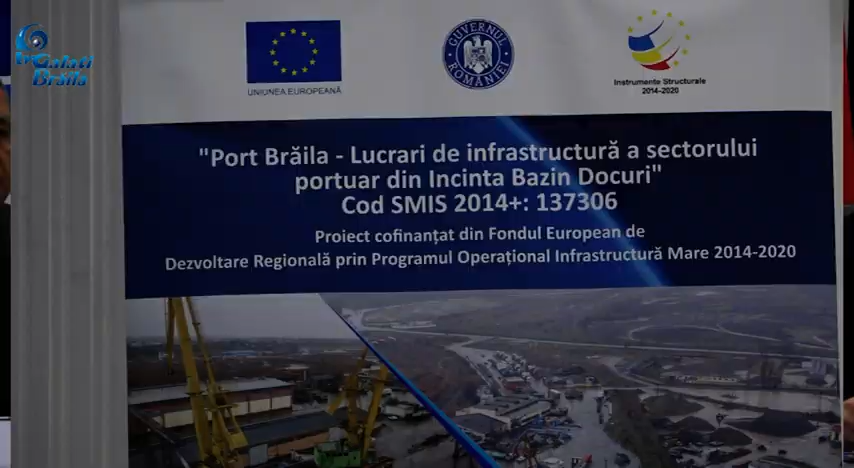 Galați
Brăila
UNIUNEA EUROPEANĂ
GUVERNUL ROMÂNIEI
Instrumente Structurale
2014-2020
"Port Brăila - Lucrari de infrastructură a sectorului
portuar din Incinta Bazin Docuri"
Cod SMIS 2014+: 137306
Proiect cofinanțat din Fondul European de
Dezvoltare Regională prin Programul Operațional Infrastructură Mare 2014-2020